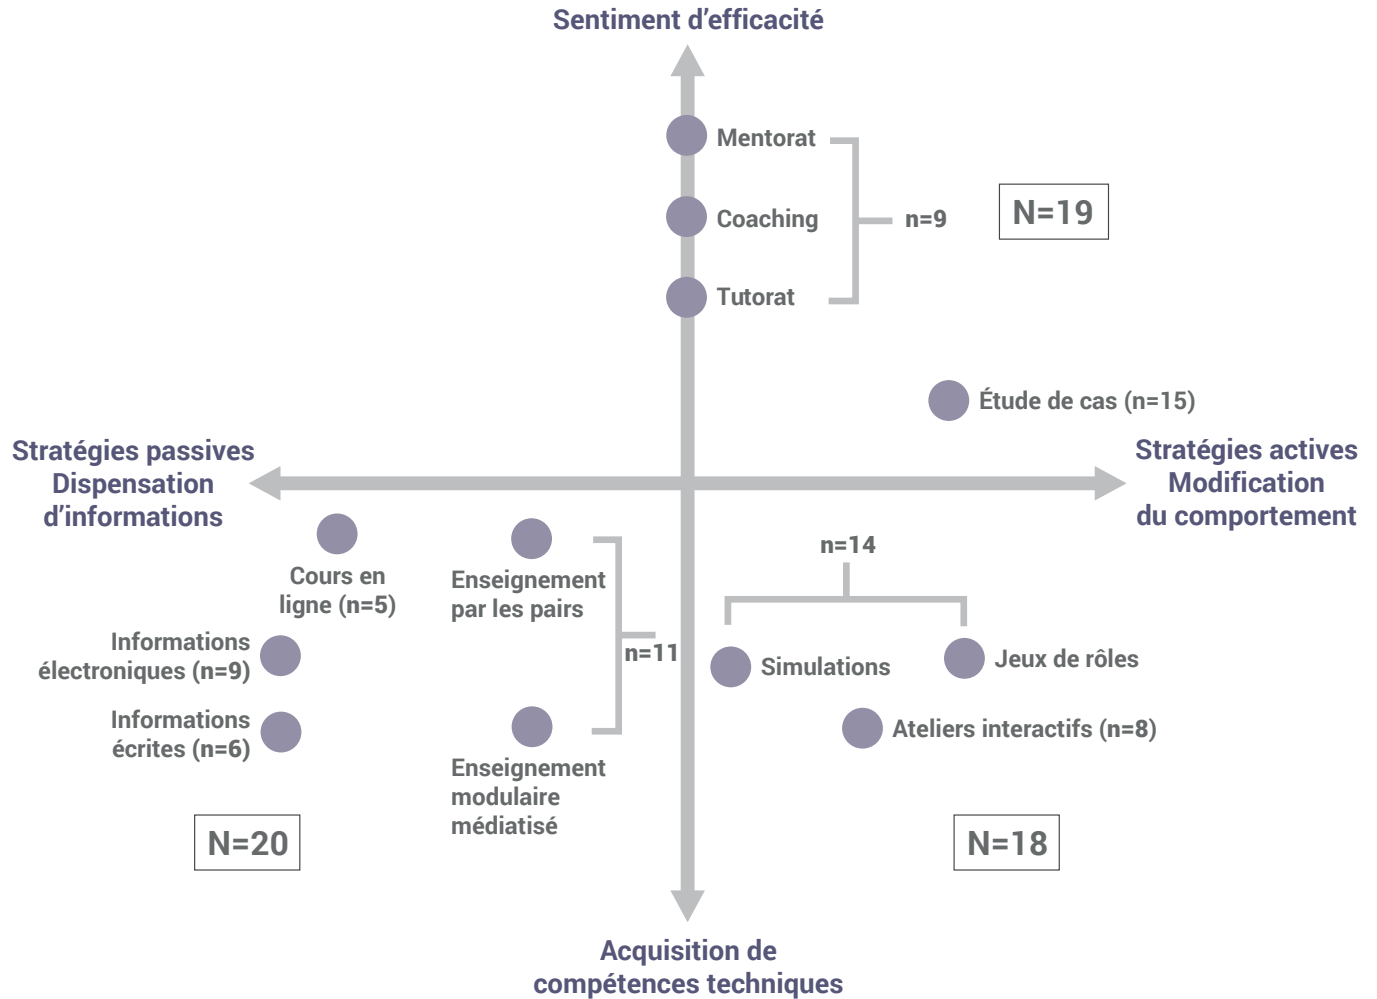 Sentiment d’efficacité
Mentorat
Coaching
Tutorat
n=9
N=19
Étude de cas (n=15)
Stratégies passives
Dispensation
d’informations
Stratégies actives
Modification
du comportement
Cours en
ligne (n=5)
Enseignement
par les pairs
n=14
Informations
électroniques (n=9)
n=11
Simulations
Jeux de rôles
Informations
écrites (n=6)
Ateliers interactifs (n=8)
Enseignement
modulaire
médiatisé
N=20
N=18
Acquisition de
compétences techniques